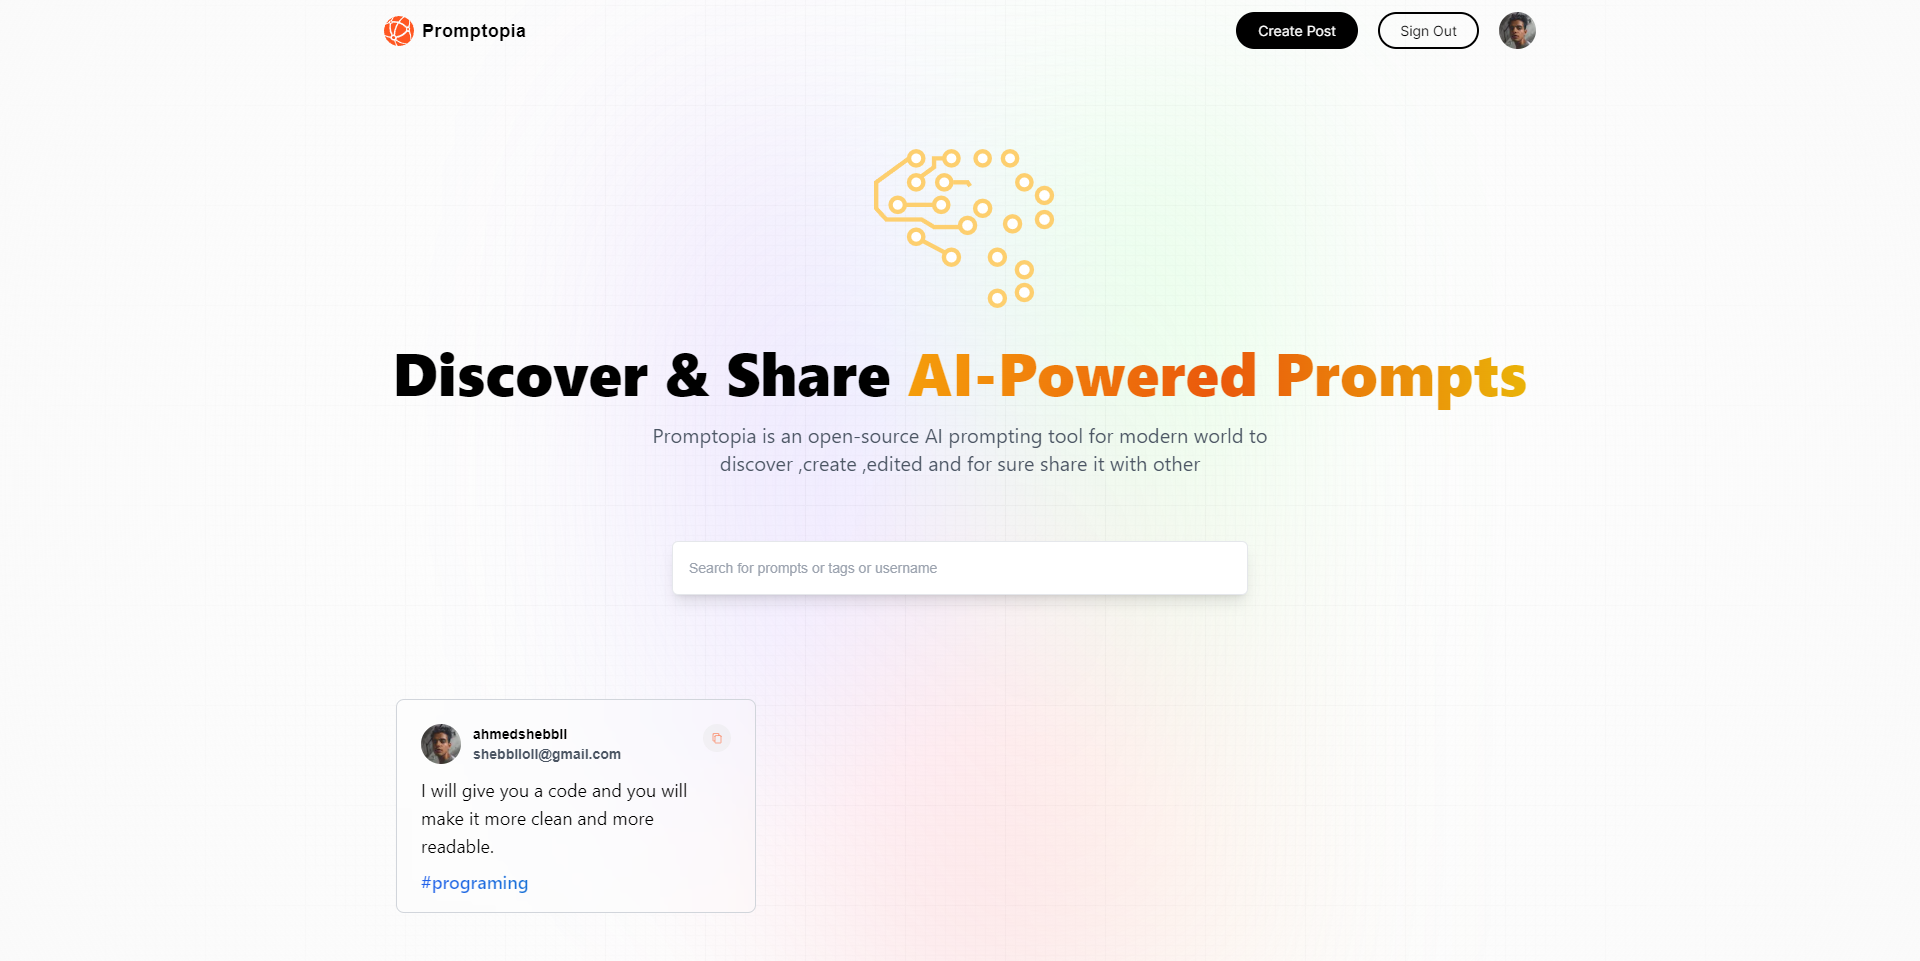 Promptopia
Create Post
Sign Out
Discover & Share AI-Powered Prompts
Promptopia is an open-source AI prompting tool for modern world to
discover ,create ,edited and for sure share it with other
Search for prompts or tags or username
ahmedshebbll
shebblloll@gmail.com
I will give you a code and you will
make it more clean and more
readable.
#programing